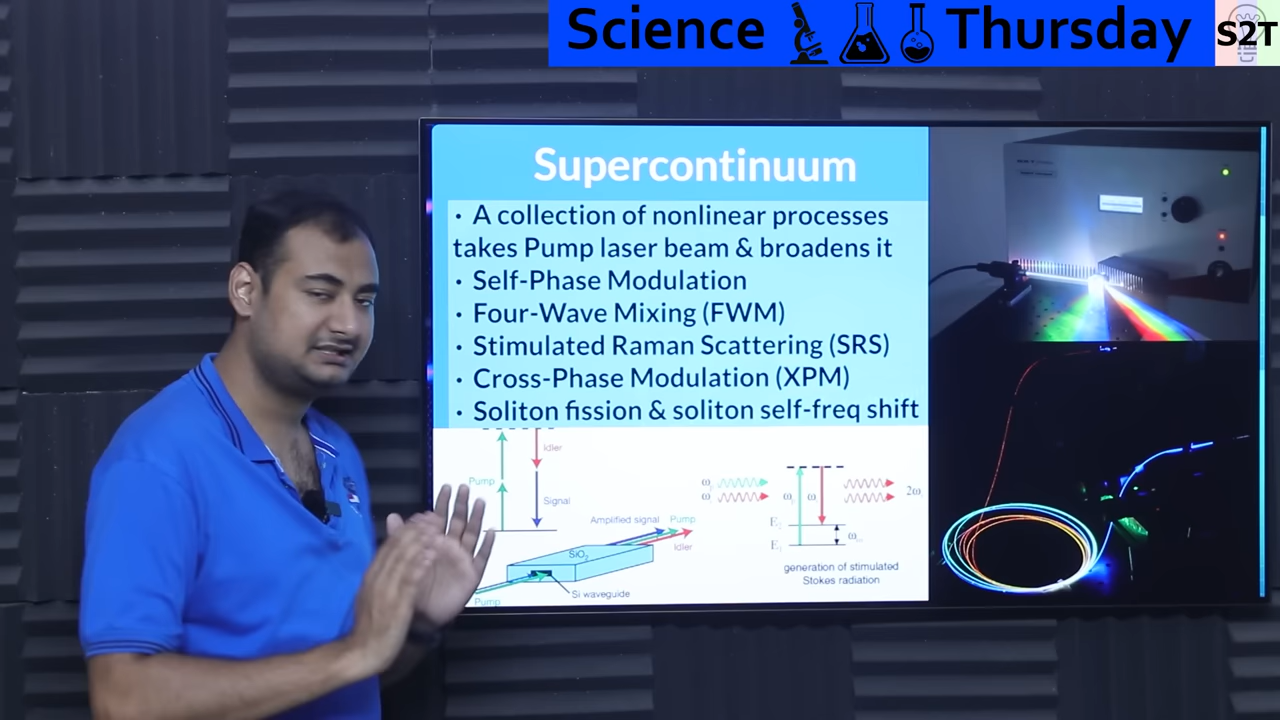 Science Thursday
S2T
Supercontinuum
· A collection of nonlinear processes
takes Pump laser beam & broadens it
· Self-Phase Modulation
· Four-Wave Mixing (FWM)
· Stimulated Raman Scattering (SRS)
· Cross-Phase Modulation (XPM)
· Soliton fission & soliton self-freq shift
Idler
Pump
Signal
Amplified signal Pump
Idler
SiO₂
Si waveguide
Pump
2ω
generation of stimulated
Stokes radiation